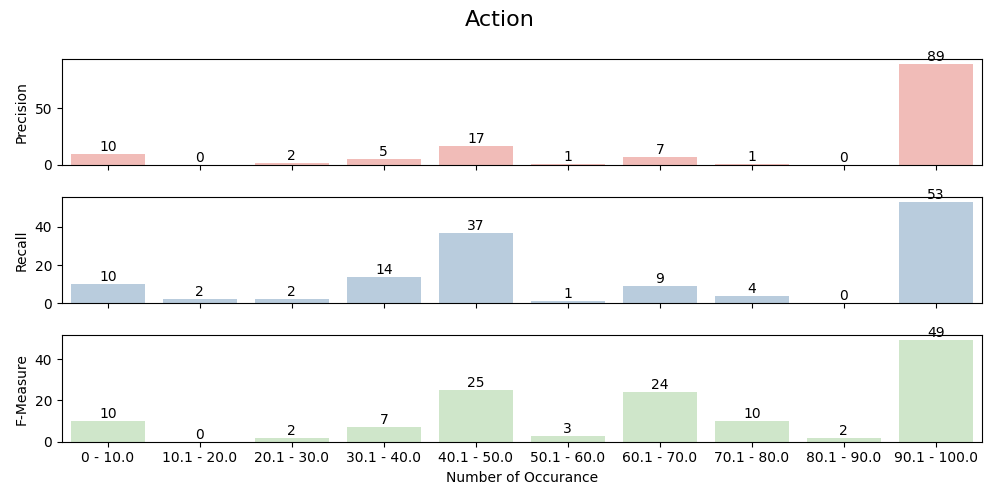 Action
Precision
50
0
10 0 2 5 17 1 7 1 0 89
Recall
40
20
0
10 2 2 14 37 1 9 4 0 53
F-Measure
40
20
0
10 0 2 7 25 3 24 10 2 49
0 - 10.0 10.1 - 20.0 20.1 - 30.0 30.1 - 40.0 40.1 - 50.0 50.1 - 60.0 60.1 - 70.0 70.1 - 80.0 80.1 - 90.0 90.1 - 100.0
Number of Occurance